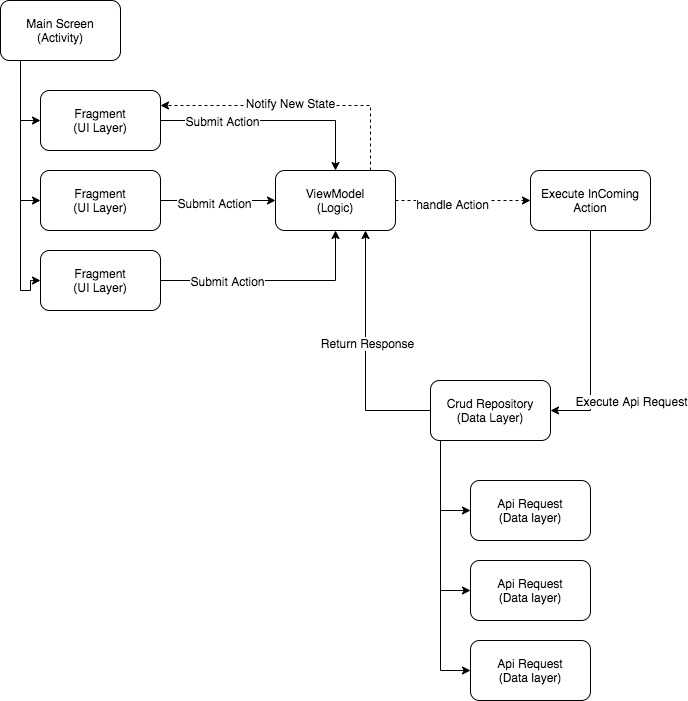 Main Screen
(Activity)
Fragment
(UI Layer)
Notify New State
Submit Action
Fragment
(UI Layer)
Submit Action
ViewModel
(Logic)
handle Action
Execute InComing
Action
Fragment
(UI Layer)
Submit Action
Return Response
Crud Repository
(Data Layer)
Execute Api Request
Api Request
(Data layer)
Api Request
(Data layer)
Api Request
(Data layer)